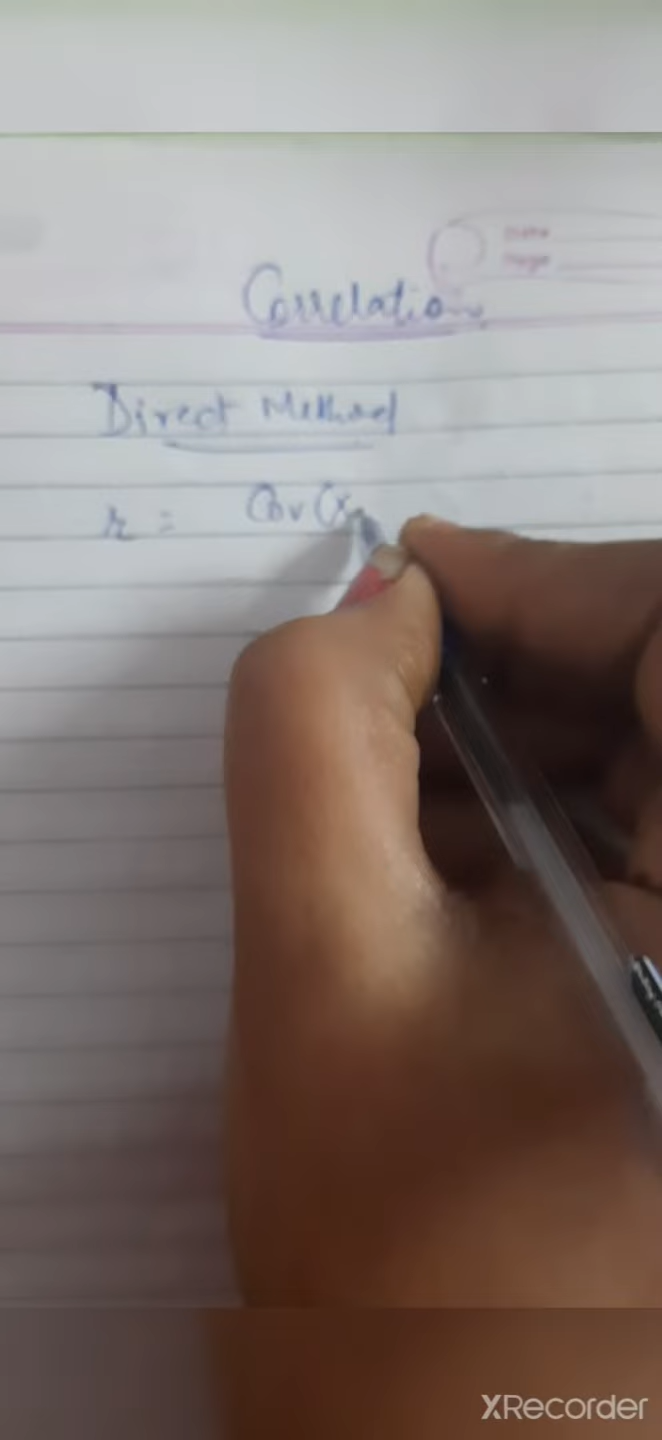 Date
Page
Correlation
Direct Method
r = Cov (x,
XRecorder